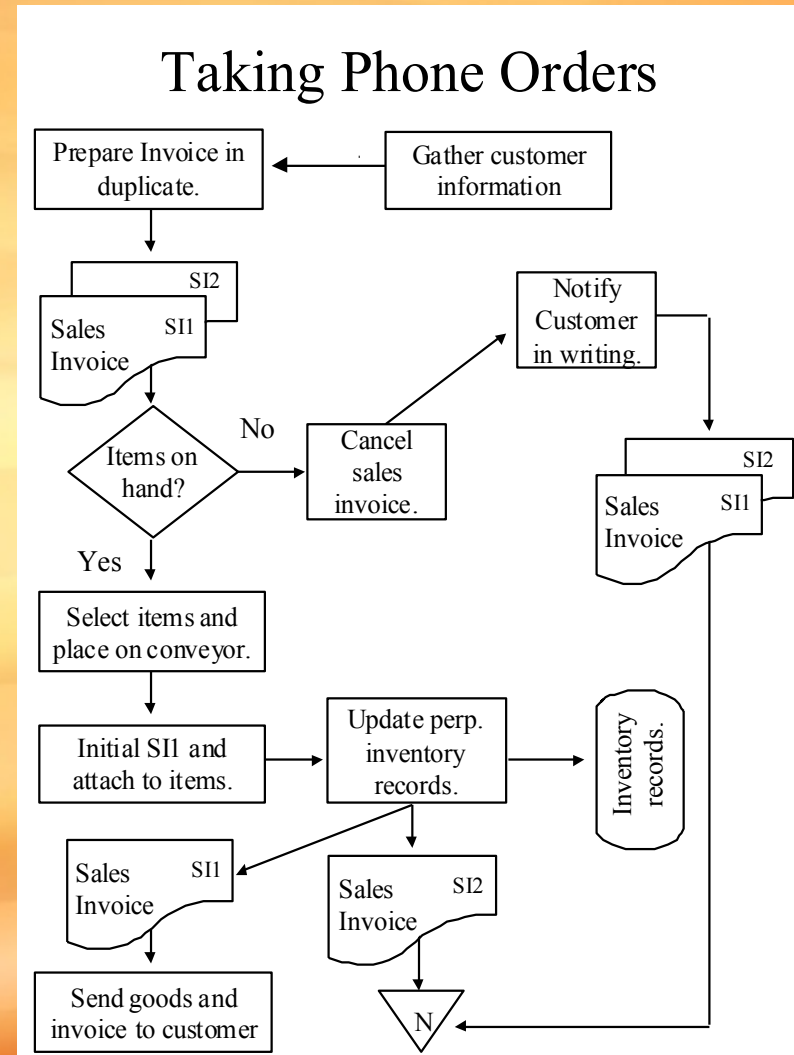 Taking Phone Orders
Prepare Invoice in
duplicate.
Gather customer
information
SI2
Sales SI1
Invoice
Notify
Customer
in writing.
Items on
hand?
No
Cancel
sales
invoice.
SI2
Sales SI1
Invoice
Yes
Select items and
place on conveyor.
Initial SI1 and
attach to items.
Update perp.
inventory
records.
Inventory
records.
Sales SI1
Invoice
Sales SI2
Invoice
Send goods and
invoice to customer
N